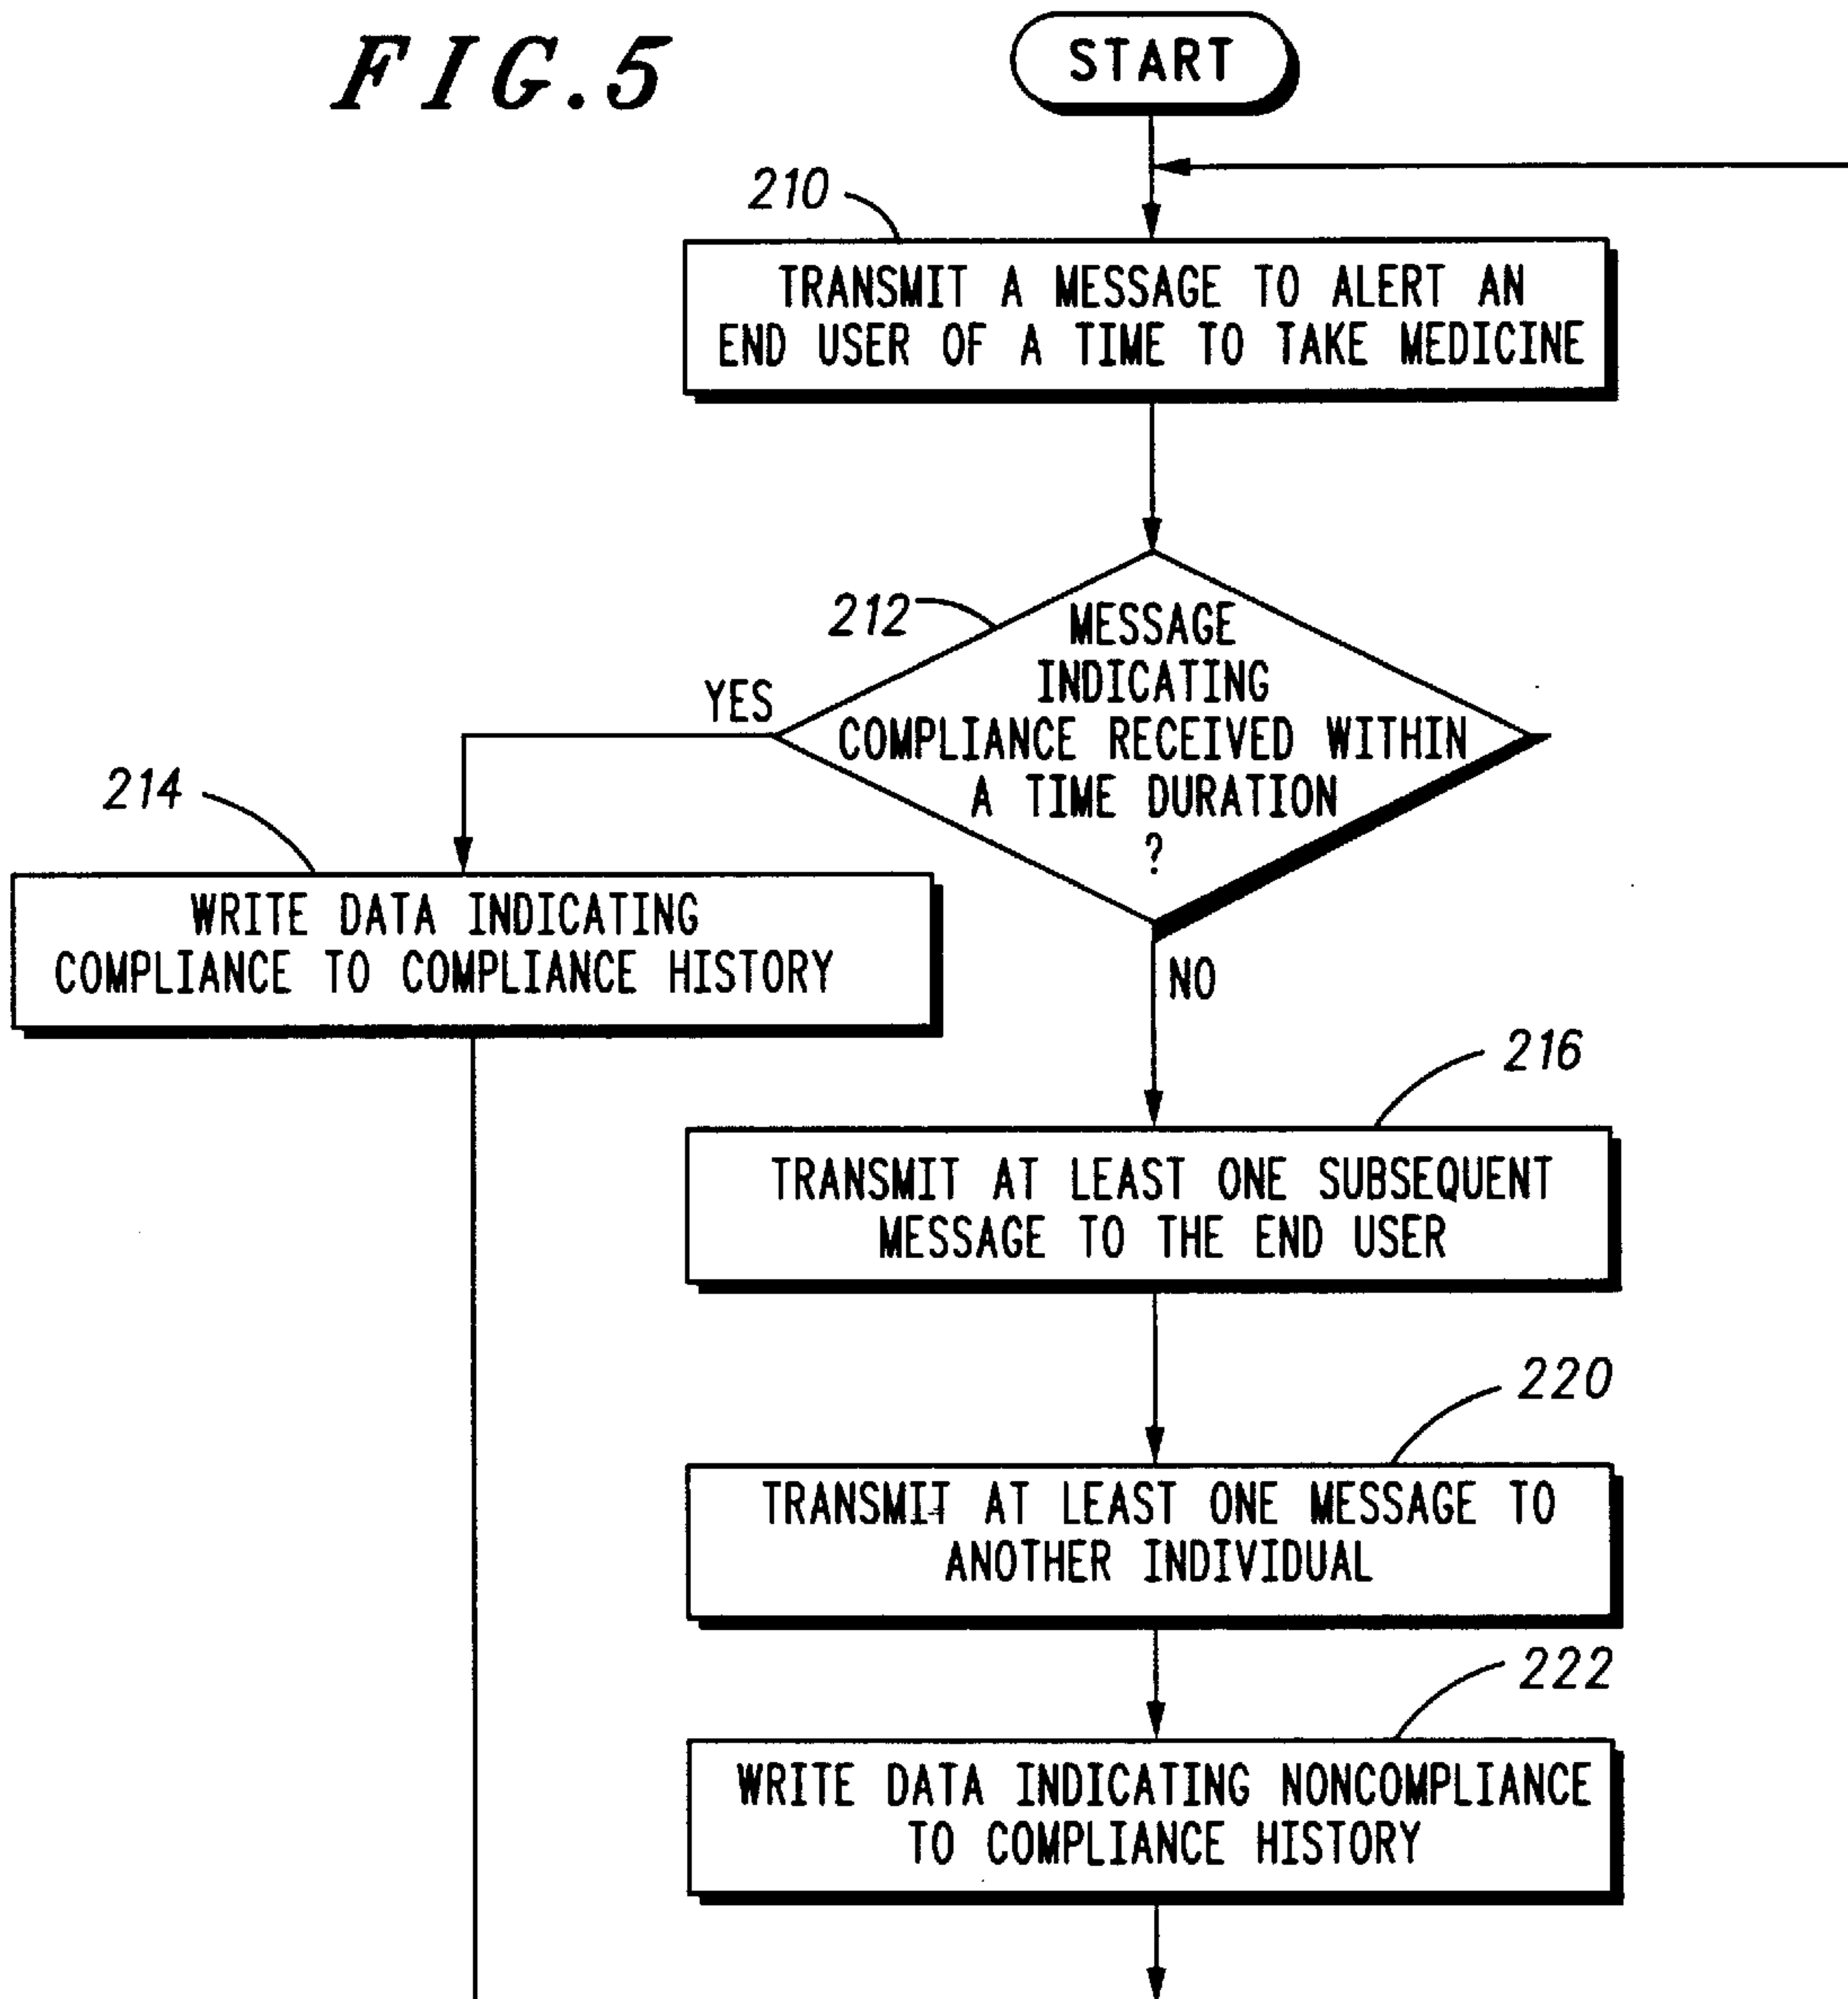 FIG.5
START
210
TRANSMIT A MESSAGE TO ALERT AN
END USER OF A TIME TO TAKE MEDICINE
212
MESSAGE
INDICATING
COMPLIANCE RECEIVED WITHIN
A TIME DURATION
?
YES
214
WRITE DATA INDICATING
COMPLIANCE TO COMPLIANCE HISTORY
NO
216
TRANSMIT AT LEAST ONE SUBSEQUENT
MESSAGE TO THE END USER
220
TRANSMIT AT LEAST ONE MESSAGE TO
ANOTHER INDIVIDUAL
222
WRITE DATA INDICATING NONCOMPLIANCE
TO COMPLIANCE HISTORY